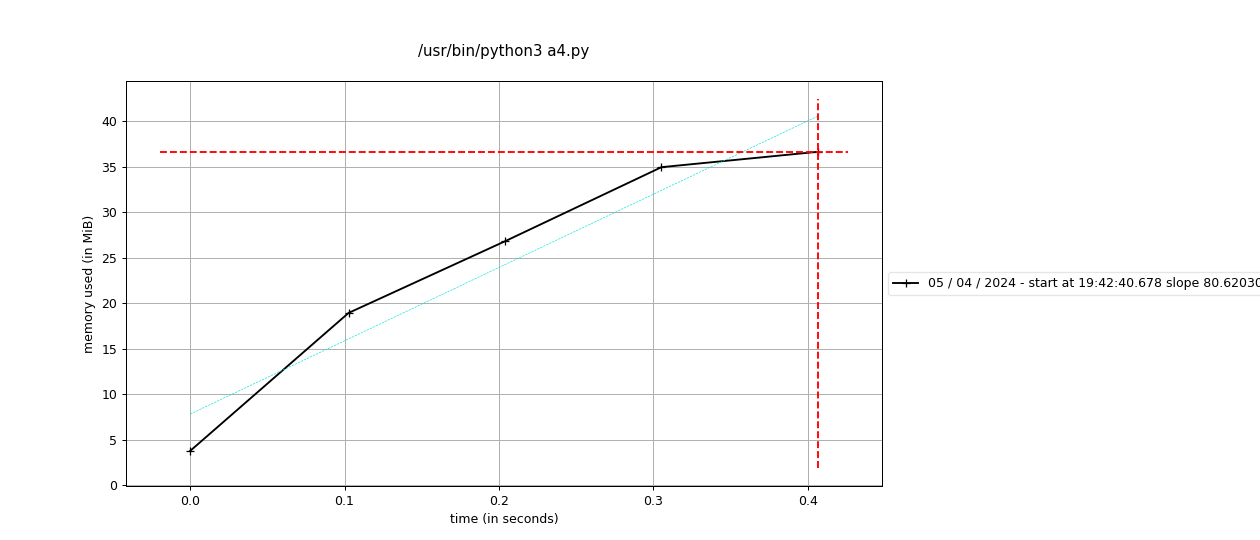 /usr/bin/python3 a4.py
memory used (in MiB)
40
35
30
25
20
15
10
5
0
0.0 0.1 0.2 0.3 0.4
time (in seconds)
05 / 04 / 2024 - start at 19:42:40.678 slope 80.62030